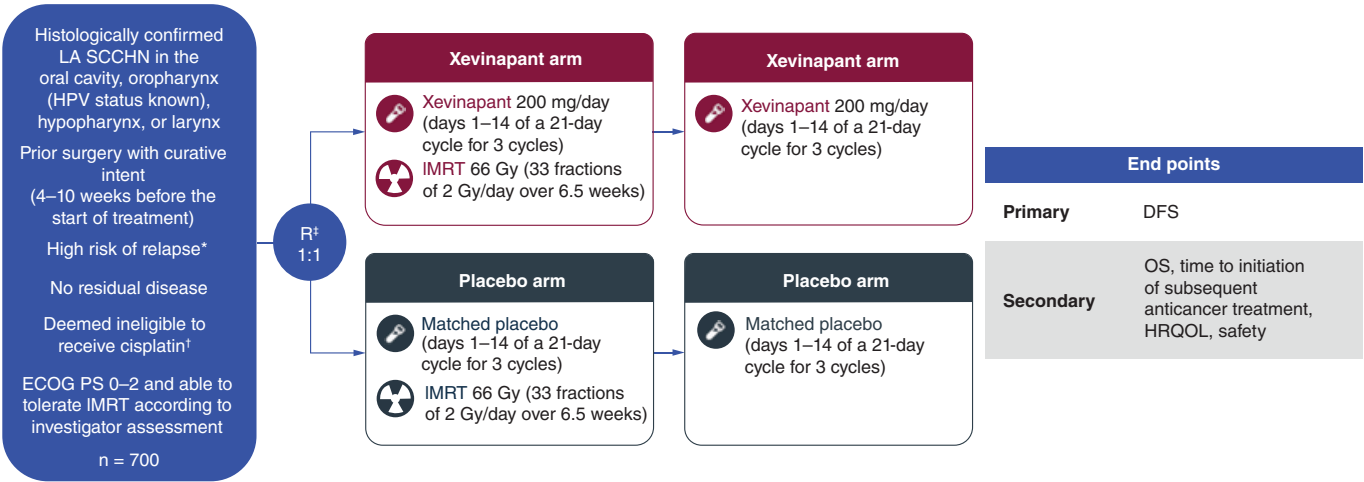 Histologically confirmed
LA SCCHN in the
oral cavity, oropharynx
(HPV status known),
hypopharynx, or larynx
Prior surgery with curative
intent
(4–10 weeks before the
start of treatment)
High risk of relapse*
No residual disease
Deemed ineligible to
receive cisplatin†
ECOG PS 0–2 and able to
tolerate IMRT according to
investigator assessment
n = 700
R‡
1:1
Xevinapant arm
Xevinapant 200 mg/day
(days 1–14 of a 21-day
cycle for 3 cycles)
IMRT 66 Gy (33 fractions
of 2 Gy/day over 6.5 weeks)
Xevinapant arm
Xevinapant 200 mg/day
(days 1–14 of a 21-day
cycle for 3 cycles)
Placebo arm
Matched placebo
(days 1–14 of a 21-day
cycle for 3 cycles)
IMRT 66 Gy (33 fractions
of 2 Gy/day over 6.5 weeks)
Placebo arm
Matched placebo
(days 1–14 of a 21-day
cycle for 3 cycles)
End points
Primary DFS
Secondary OS, time to initiation
of subsequent
anticancer treatment,
HRQOL, safety